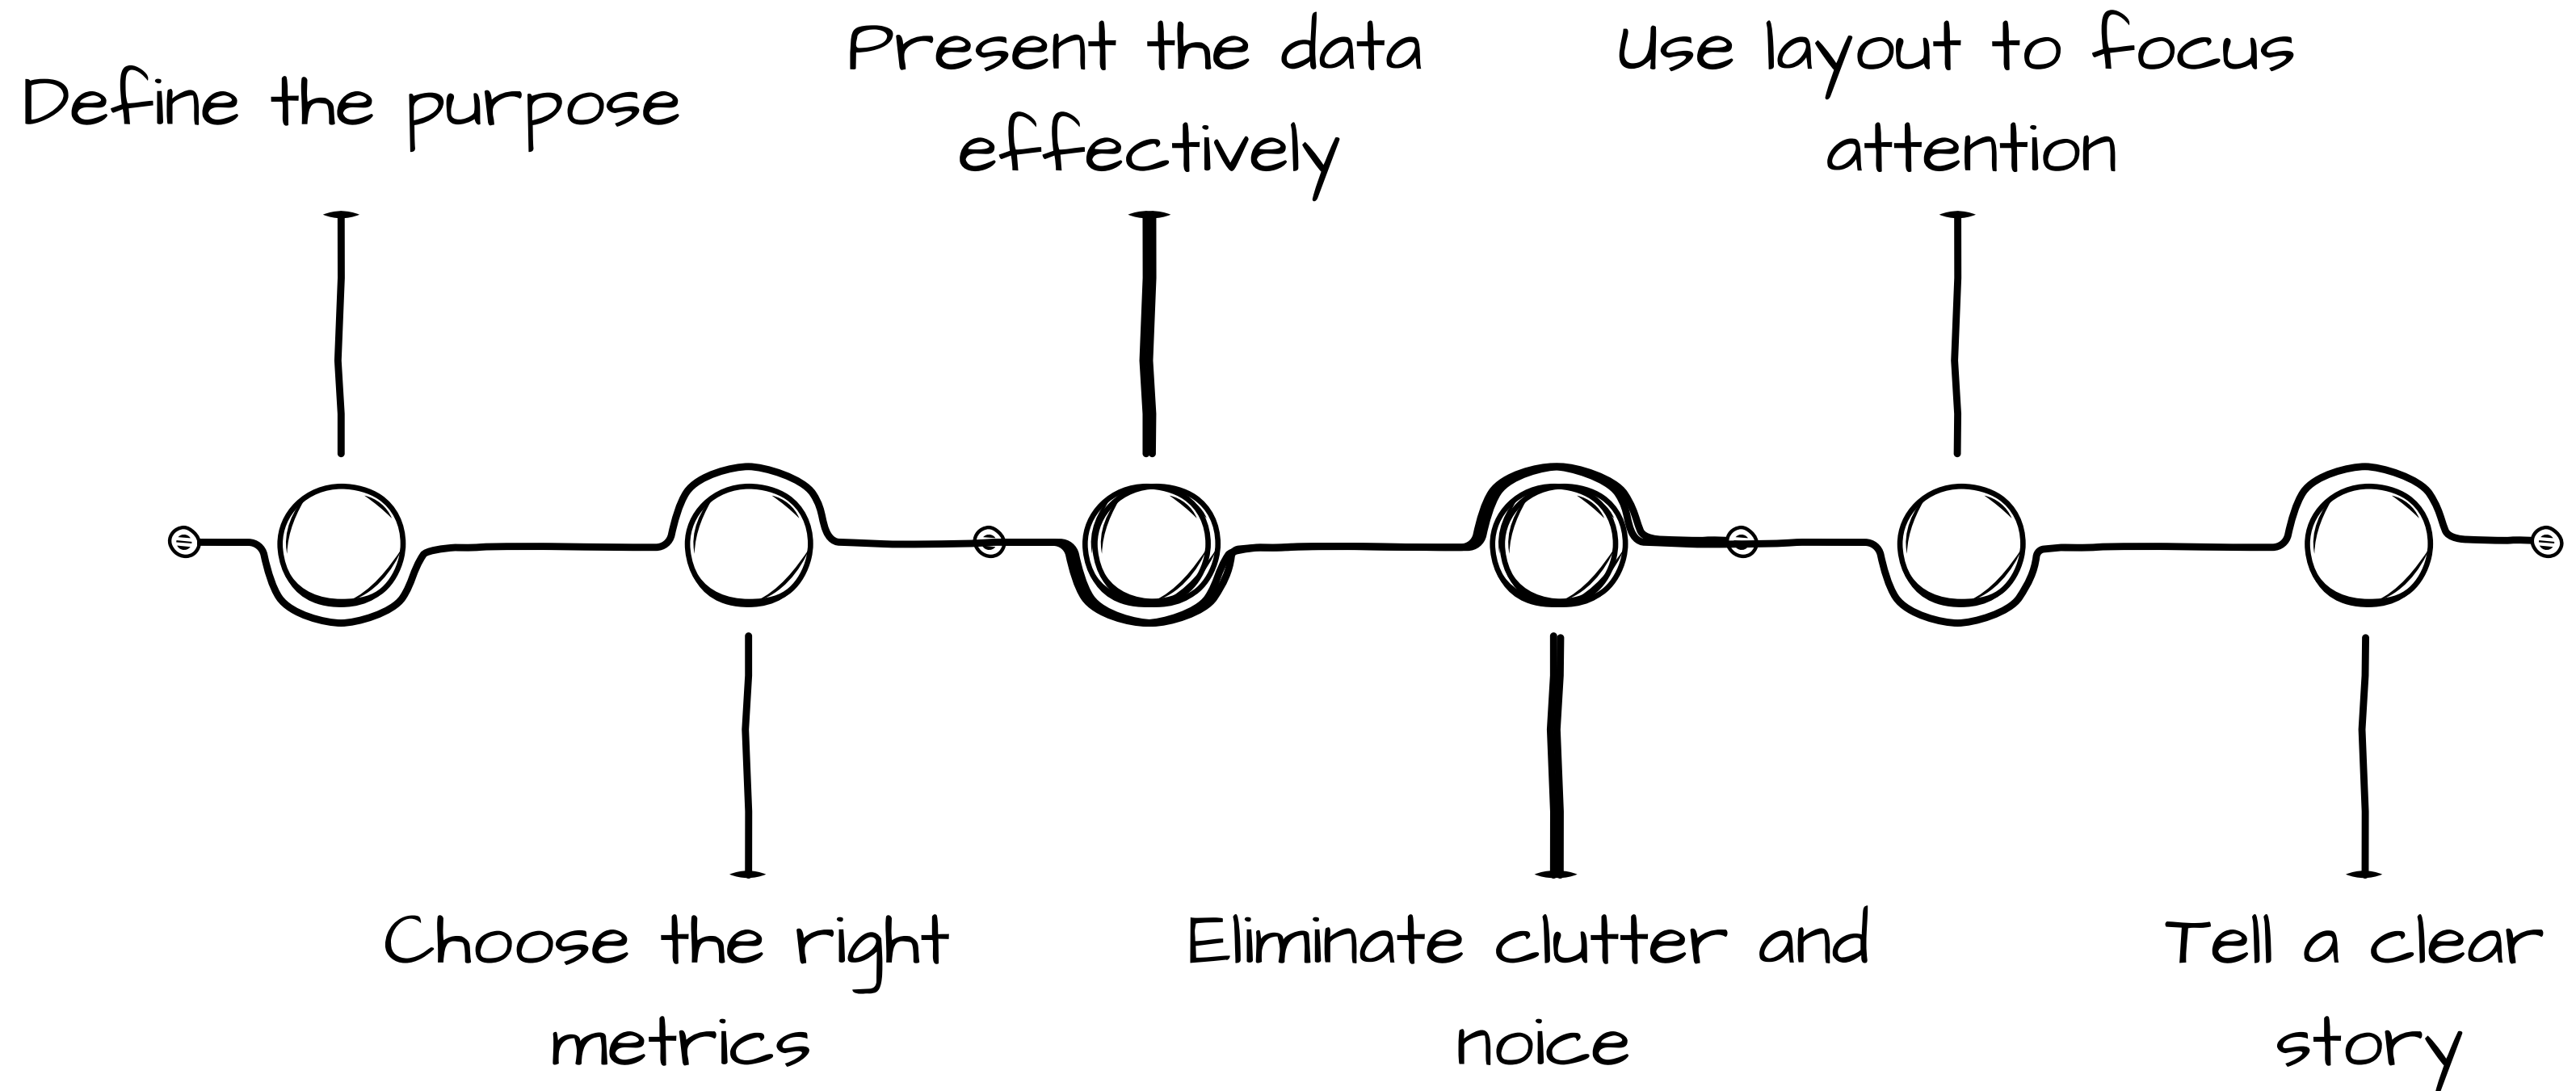 Define the purpose
Choose the right
metrics
Present the data
effectively
Eliminate clutter and
noice
Use layout to focus
attention
Tell a clear
story